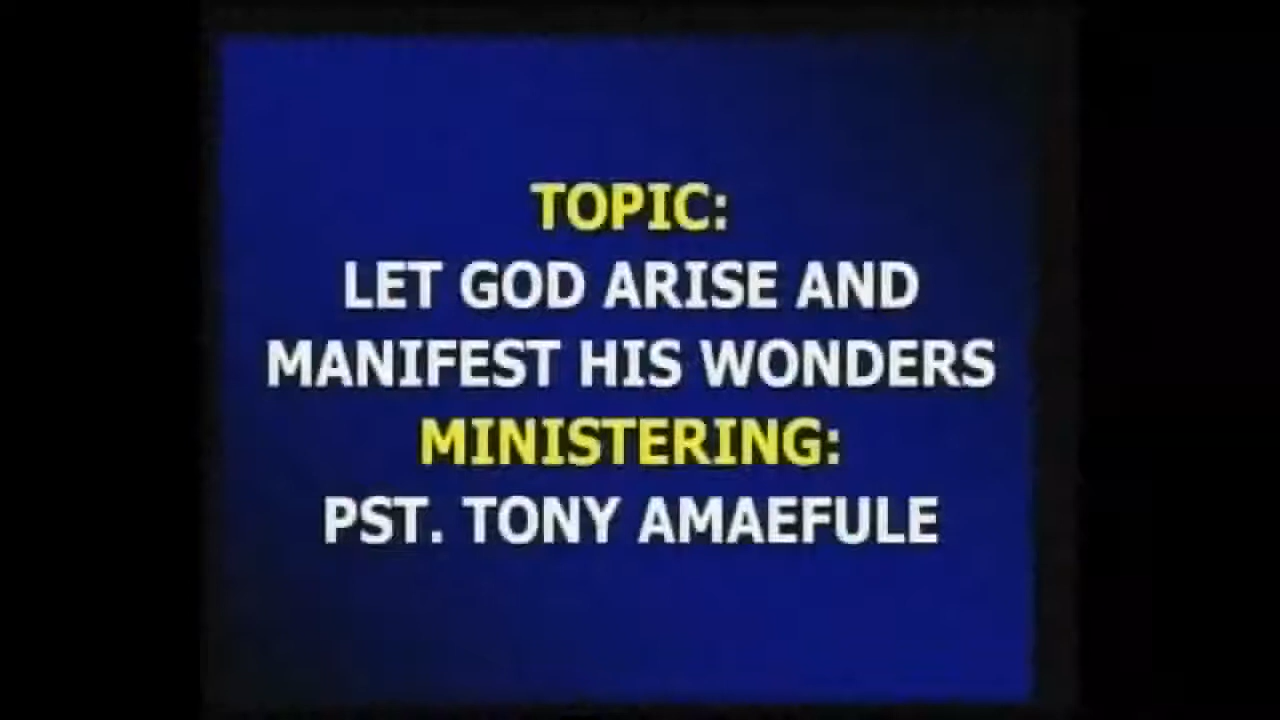 TOPIC:
LET GOD ARISE AND
MANIFEST HIS WONDERS
MINISTERING:
PST. TONY AMAEFULE